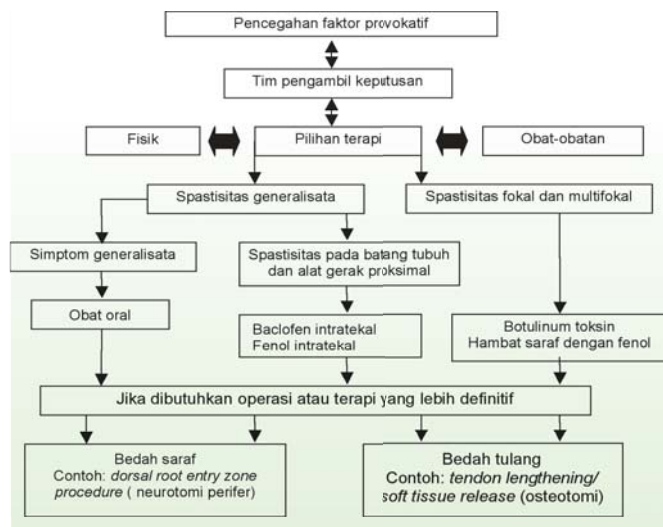 Pencegahan faktor provokatif
Tim pengambil keputusan
Fisik
Pilihan terapi
Obat-obatan
Spastisitas generalisata
Spastisitas fokal dan multifokal
Simptom generalisata
Spastisitas pada batang tubuh
dan alat gerak proksimal
Obat oral
Baclofen intratekal
Fenol intratekal
Botulinum toksin
Hambat saraf dengan fenol
Jika dibutuhkan operasi atau terapi yang lebih definitif
Bedah saraf
Contoh: dorsal root entry zone
procedure ( neurotomi perifer)
Bedah tulang
Contoh: tendon lengthening/
soft tissue release (osteotomi)